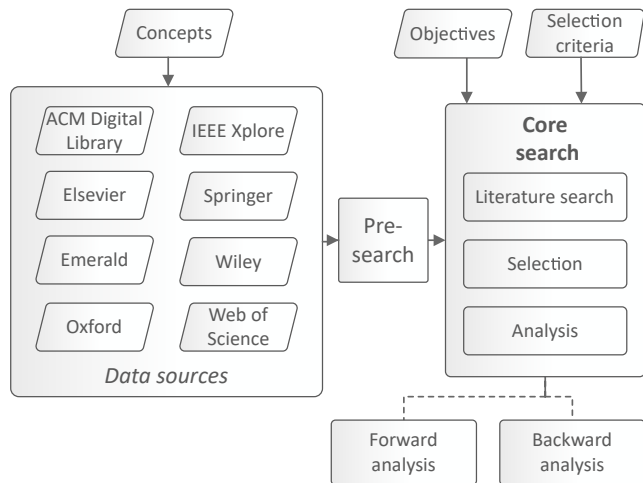 Concepts
Objectives
Selection
criteria
ACM Digital
Library
IEEE Xplore
Elsevier
Springer
Emerald
Wiley
Oxford
Web of
Science
Data sources
Pre-
search
Core
search
Literature search
Selection
Analysis
Forward
analysis
Backward
analysis